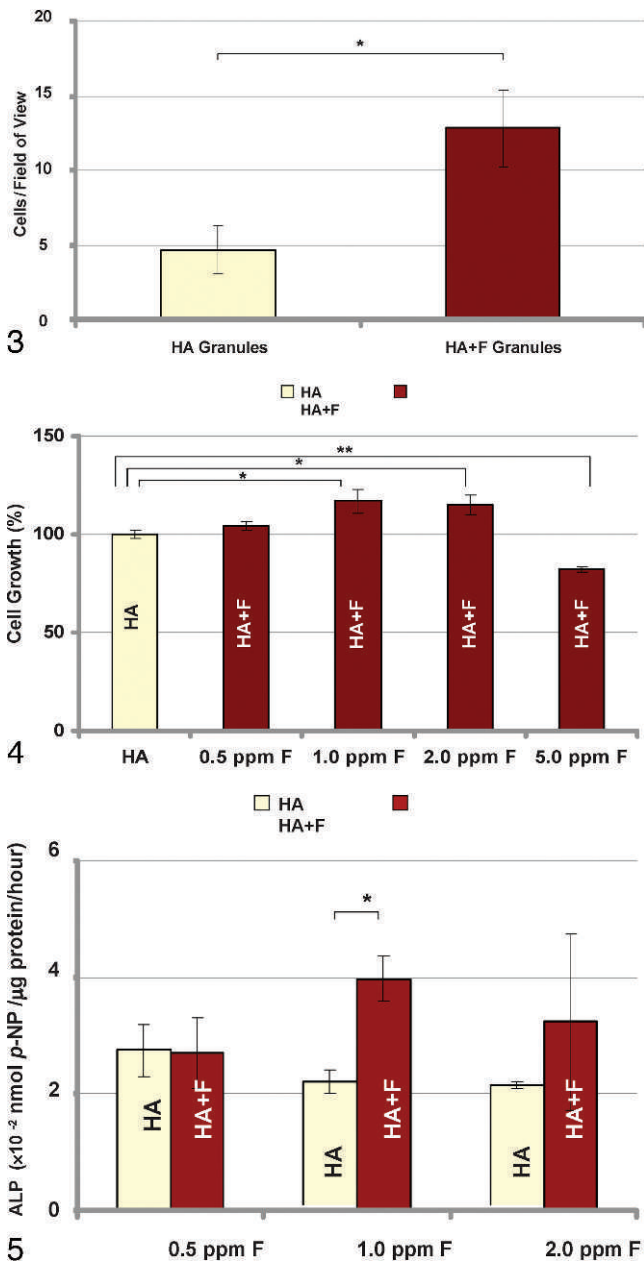 20
*
15
10
5
0
Cells/Field of View
HA Granules HA+F Granules
3
HA
HA+F
150
**
*
*
100
50
0
Cell Growth (%)
HA HA+F HA+F HA+F HA+F
HA 0.5 ppm F 1.0 ppm F 2.0 ppm F 5.0 ppm F
4
HA
HA+F
6
*
4
2
0
ALP (×10 -2 nmol p-NP /µg protein/hour)
HA HA+F HA HA+F HA HA+F
0.5 ppm F 1.0 ppm F 2.0 ppm F
5